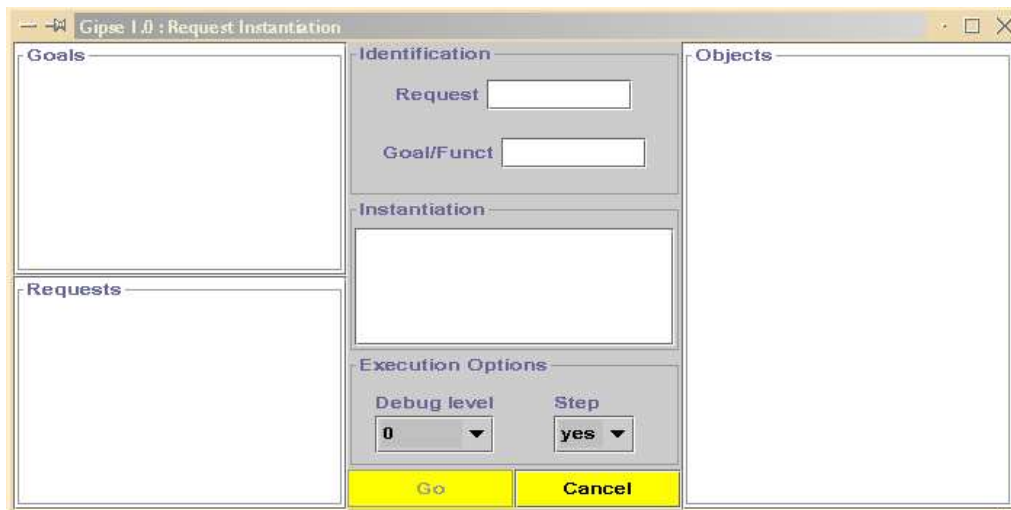 Gipse 1.0 : Request Instantiation
Goals
Requests
Identification
Request
Goal/Funct
Instantiation
Execution Options
Debug level Step
0 yes
Go Cancel
Objects